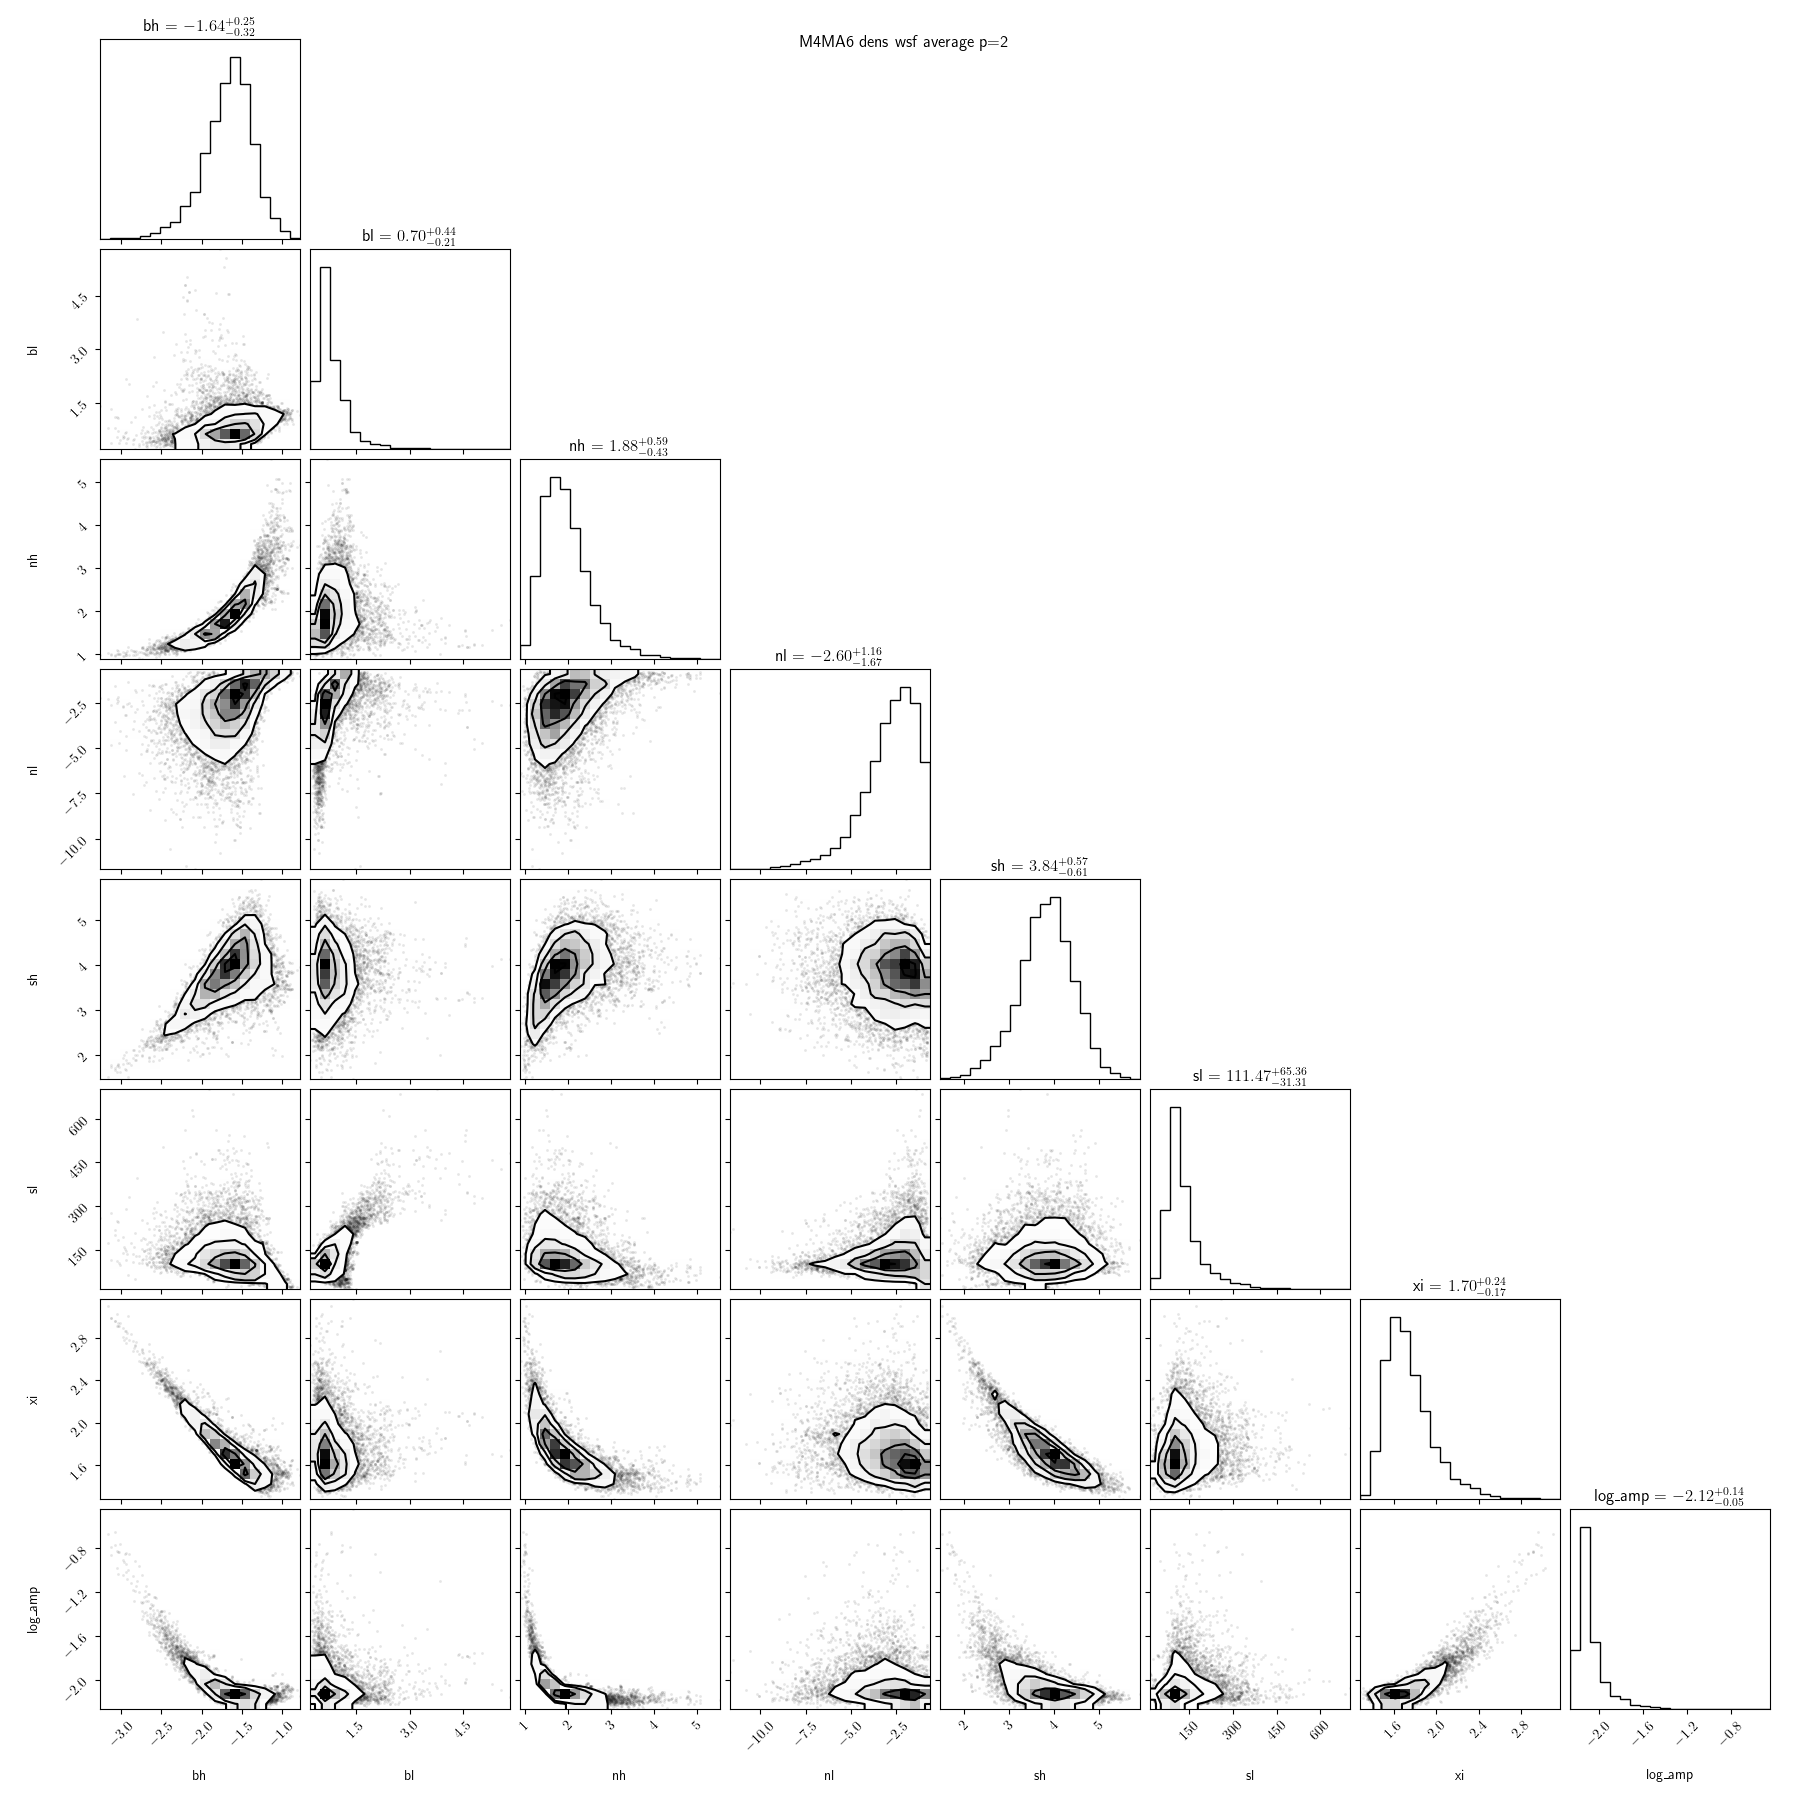 M4MA6 dens wsf average p=2
bh = −1.64 +0.25 −0.32
bl = 0.70 +0.44 −0.21
nh = 1.88 +0.59 −0.43
nl = −2.60 +1.16 −1.67
sh = 3.84 +0.57 −0.61
sl = 111.47 +65.36 −31.31
xi = 1.70 +0.24 −0.17
log_amp = −2.12 +0.14 −0.05
bl
4.5
3.0
1.5
nh
5
4
3
2
1
nl
−2.5
−5.0
−7.5
−10.0
sh
5
4
3
2
sl
600
450
300
150
xi
2.8
2.4
2.0
1.6
log_amp
−0.8
−1.2
−1.6
−2.0
−3.0 −2.5 −2.0 −1.5 −1.0
1.5 3.0 4.5
1 2 3 4 5
−10.0 −7.5 −5.0 −2.5
2 3 4 5
150 300 450 600
1.6 2.0 2.4 2.8
−2.0 −1.6 −1.2 −0.8
bh bl nh nl sh sl xi log_amp